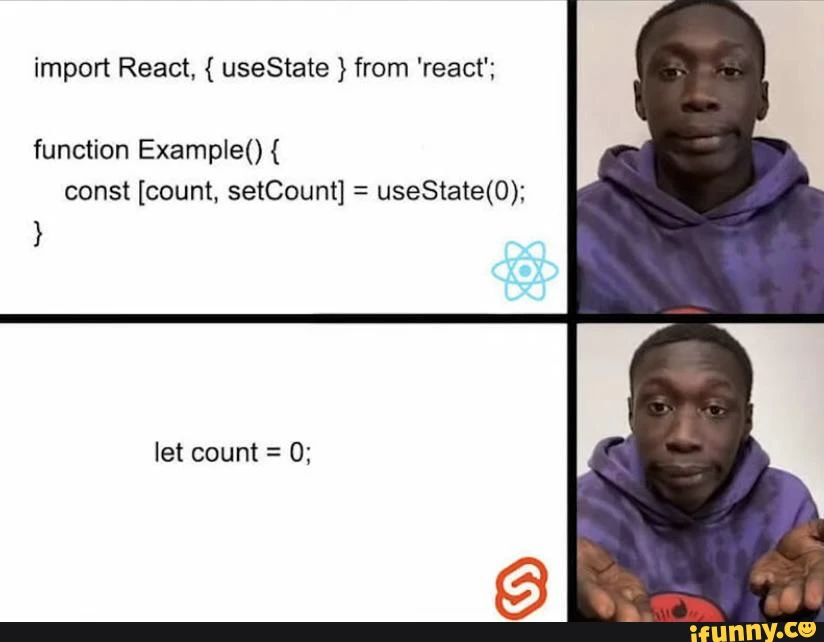 import React, { useState } from 'react';
function Example() {
const [count, setCount] = useState(0);
}
let count = 0;
ifunny.co